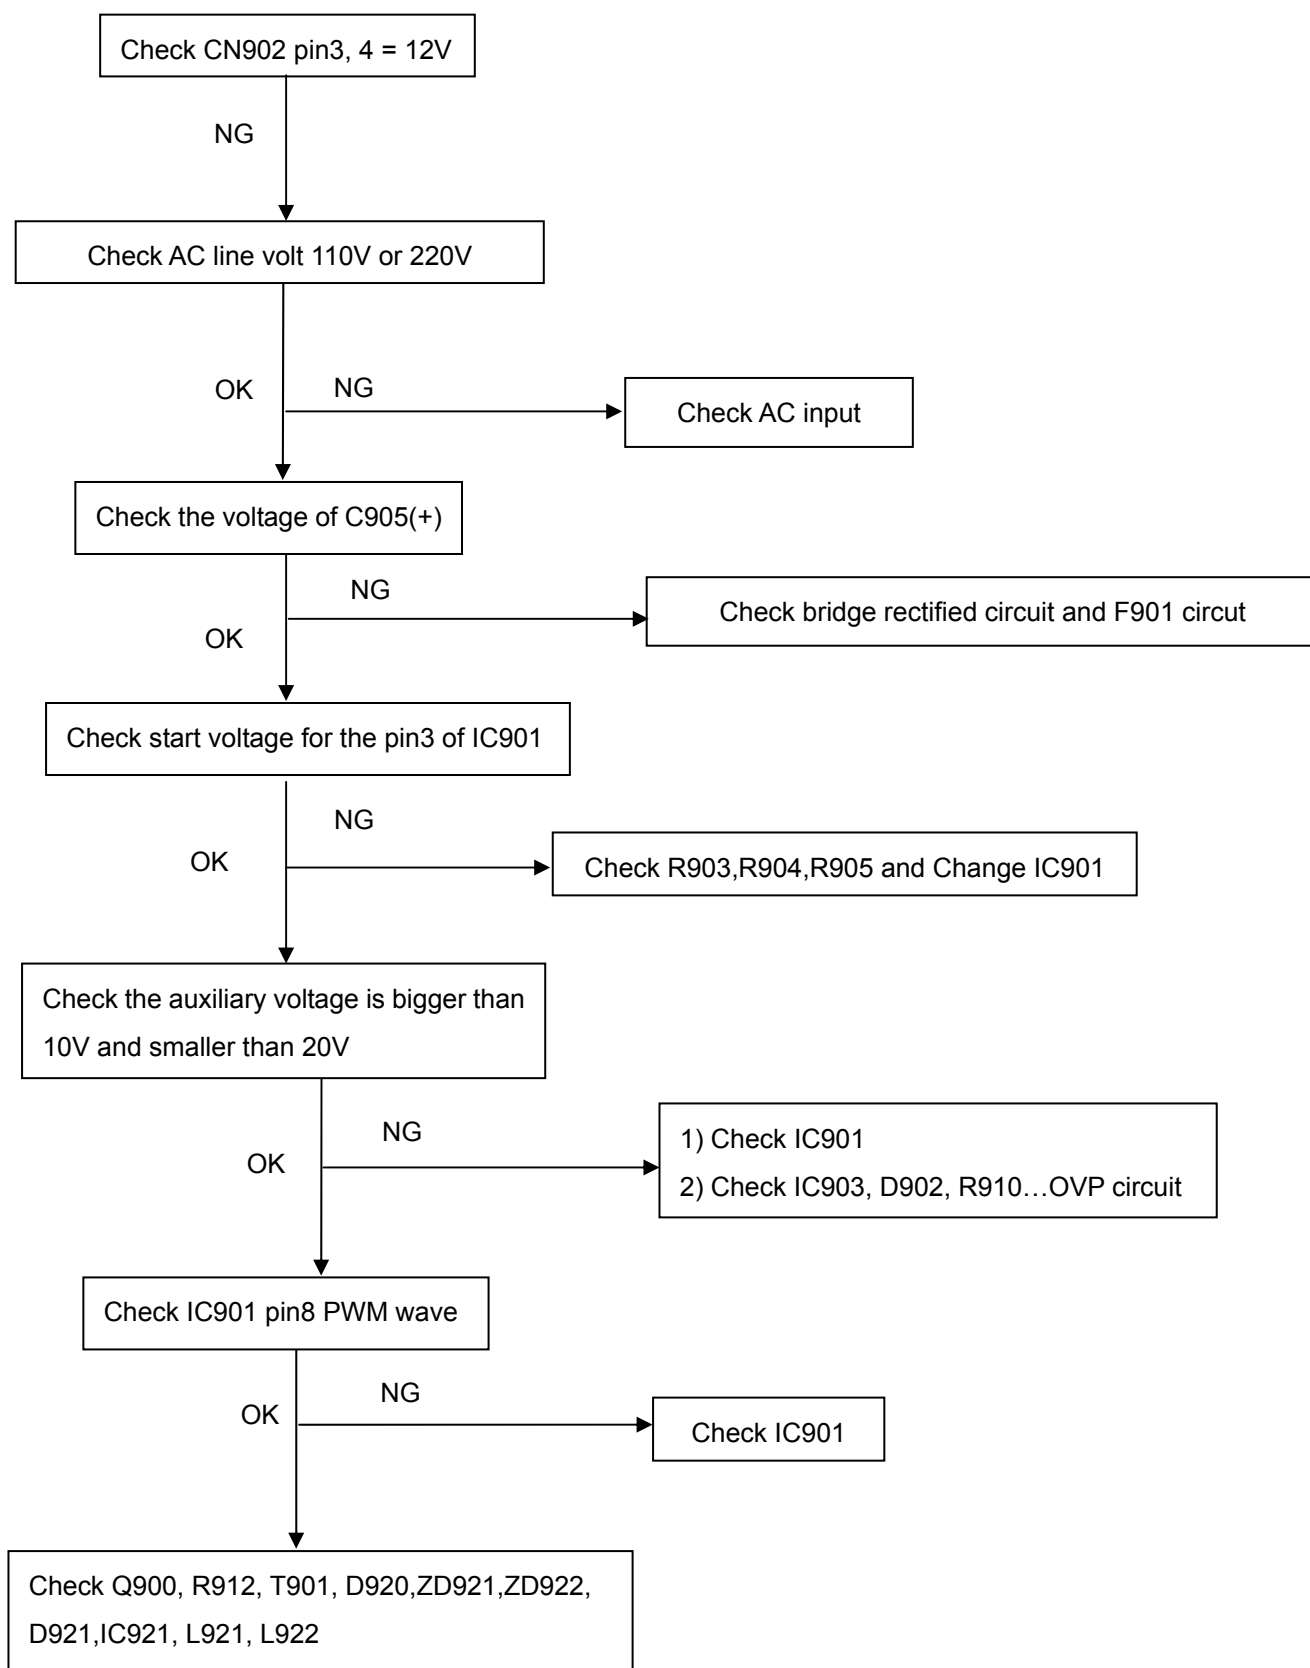 Check CN902 pin3, 4 = 12V
NG
Check AC line volt 110V or 220V
OK
NG
Check AC input
Check the voltage of C905(+)
NG
Check bridge rectified circuit and F901 circut
OK
Check start voltage for the pin3 of IC901
NG
OK
Check R903,R904,R905 and Change IC901
Check the auxiliary voltage is bigger than
10V and smaller than 20V
NG
OK
1) Check IC901
2) Check IC903, D902, R910…OVP circuit
Check IC901 pin8 PWM wave
NG
OK
Check IC901
Check Q900, R912, T901, D920,ZD921,ZD922,
D921,IC921, L921, L922